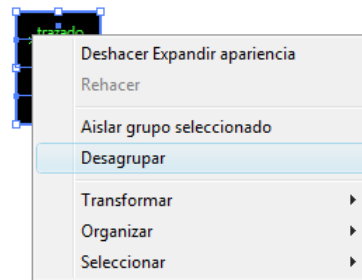 trazado
Deshacer Expandir apariencia
Rehacer
Aislar grupo seleccionado
Desagrupar
Transformar
Organizar
Seleccionar